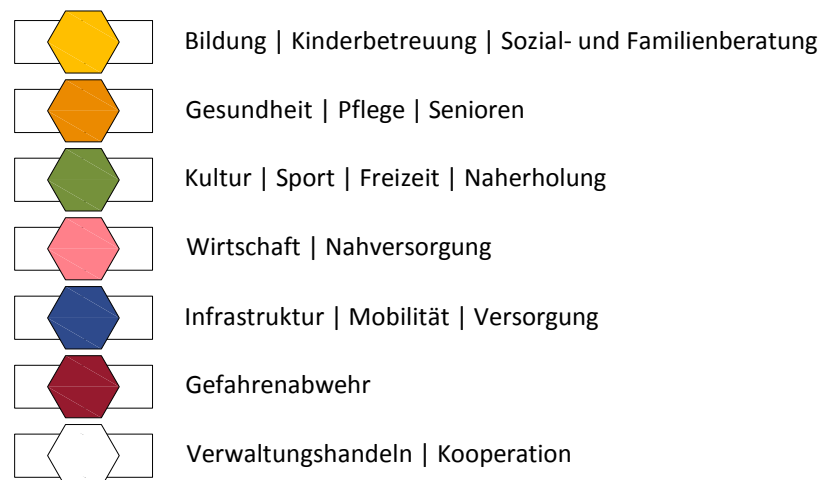 Bildung | Kinderbetreuung | Sozial- und Familienberatung
Gesundheit | Pflege | Senioren
Kultur | Sport | Freizeit | Naherholung
Wirtschaft | Nahversorgung
Infrastruktur | Mobilität | Versorgung
Gefahrenabwehr
Verwaltungshandeln | Kooperation